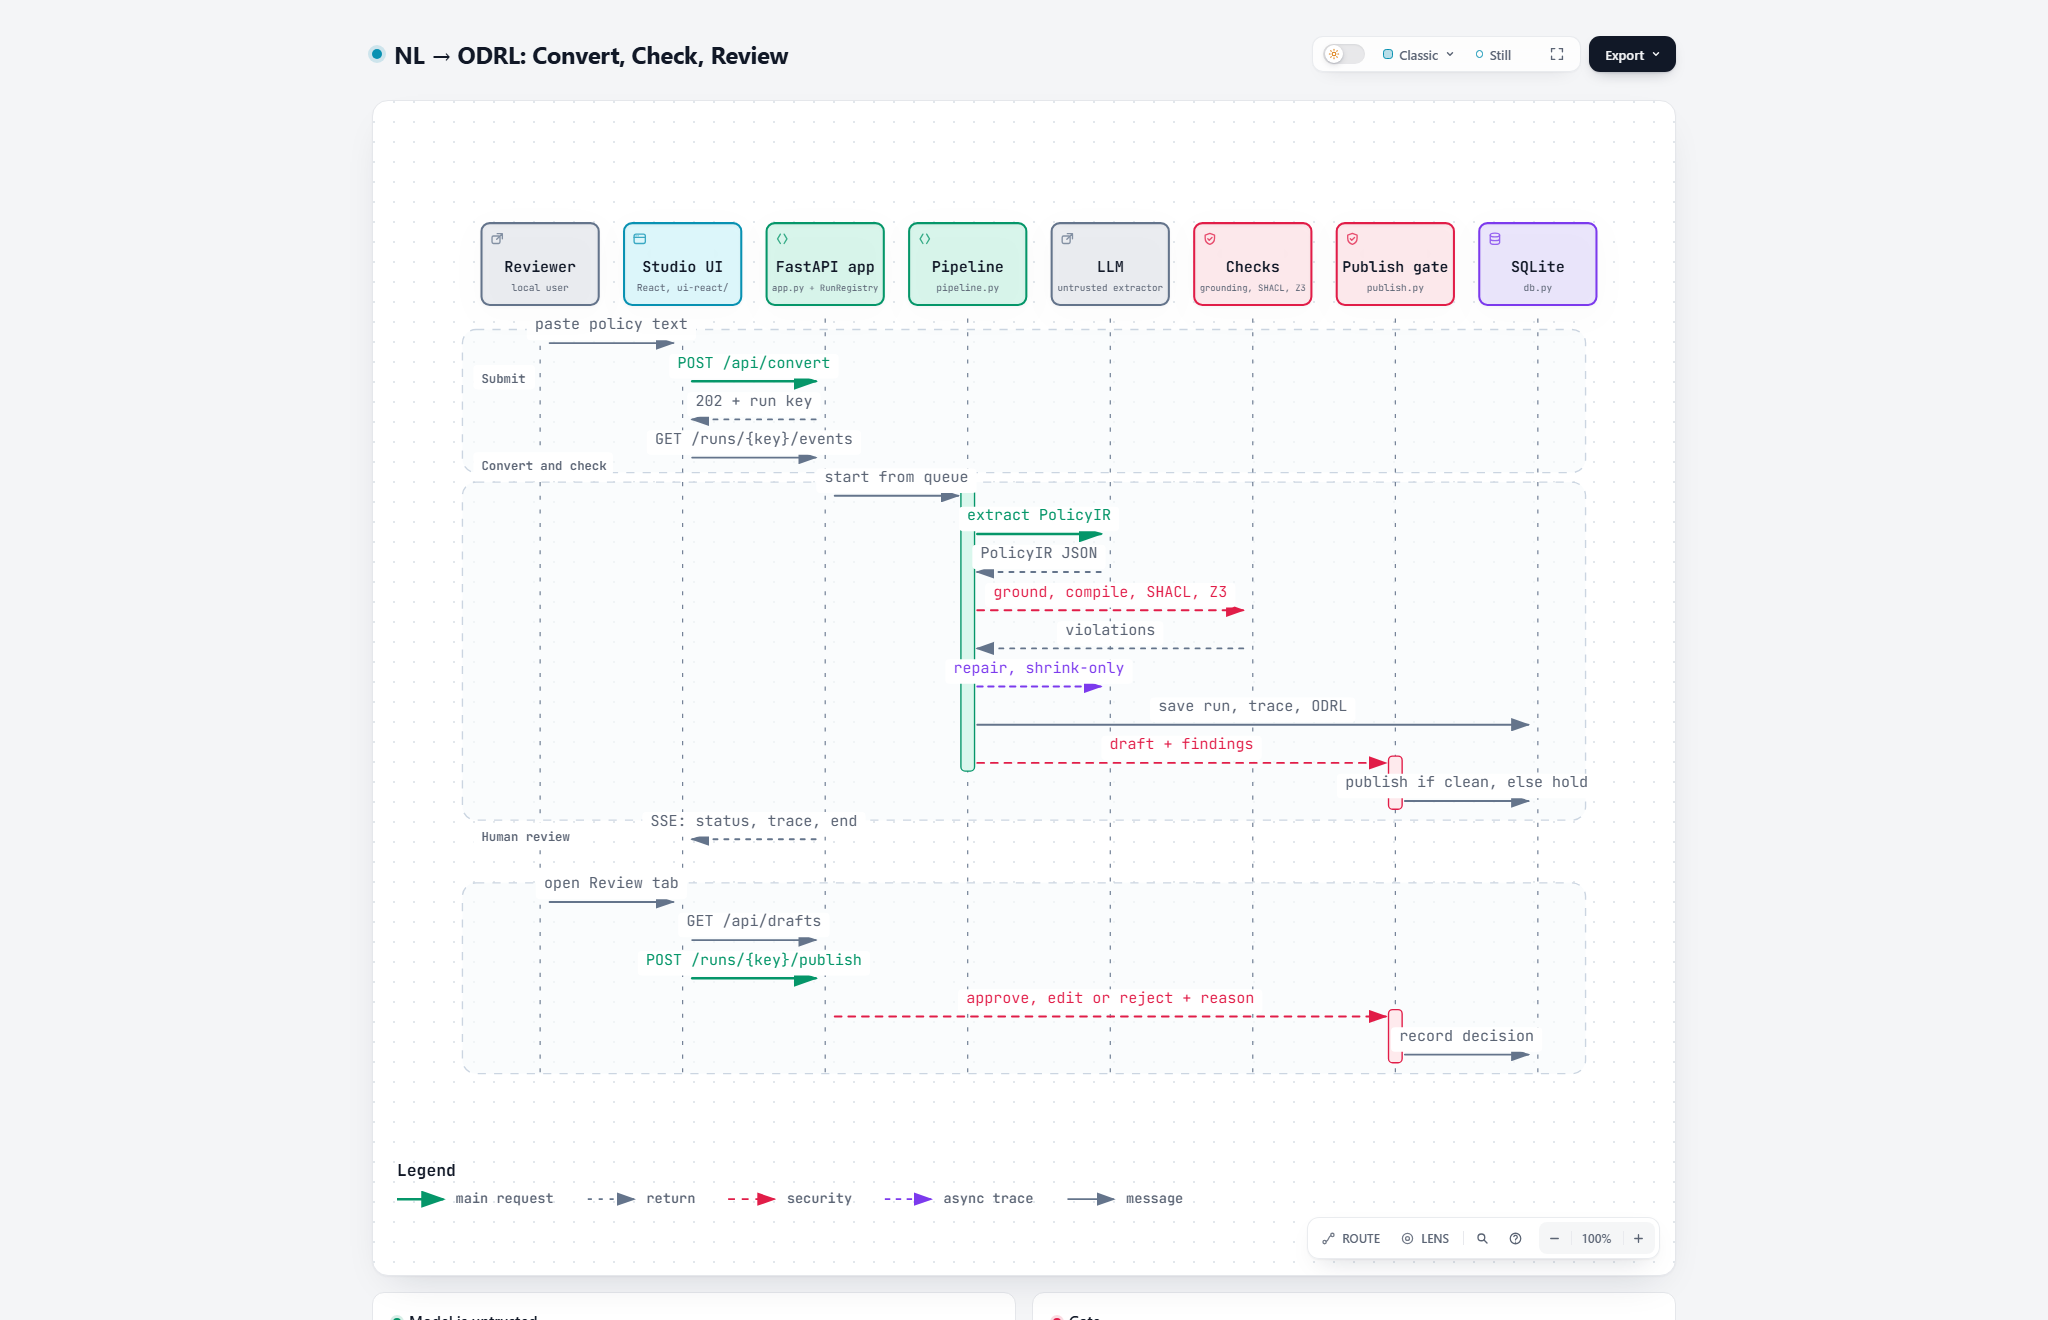 NL → ODRL: Convert, Check, Review
Classic
Still
Export
Reviewer
local user
Studio UI
React, ui-react/
FastAPI app
app.py + RunRegistry
Pipeline
pipeline.py
LLM
untrusted extractor
Checks
grounding, SHACL, Z3
Publish gate
publish.py
SQLite
db.py
paste policy text
POST /api/convert
Submit
202 + run key
GET /runs/{key}/events
Convert and check
start from queue
extract PolicyIR
PolicyIR JSON
ground, compile, SHACL, Z3
violations
repair, shrink-only
save run, trace, ODRL
draft + findings
publish if clean, else hold
SSE: status, trace, end
Human review
open Review tab
GET /api/drafts
POST /runs/{key}/publish
approve, edit or reject + reason
record decision
Legend
main request
return
security
async trace
message
ROUTE
LENS
100%
Model is untrusted
Gate